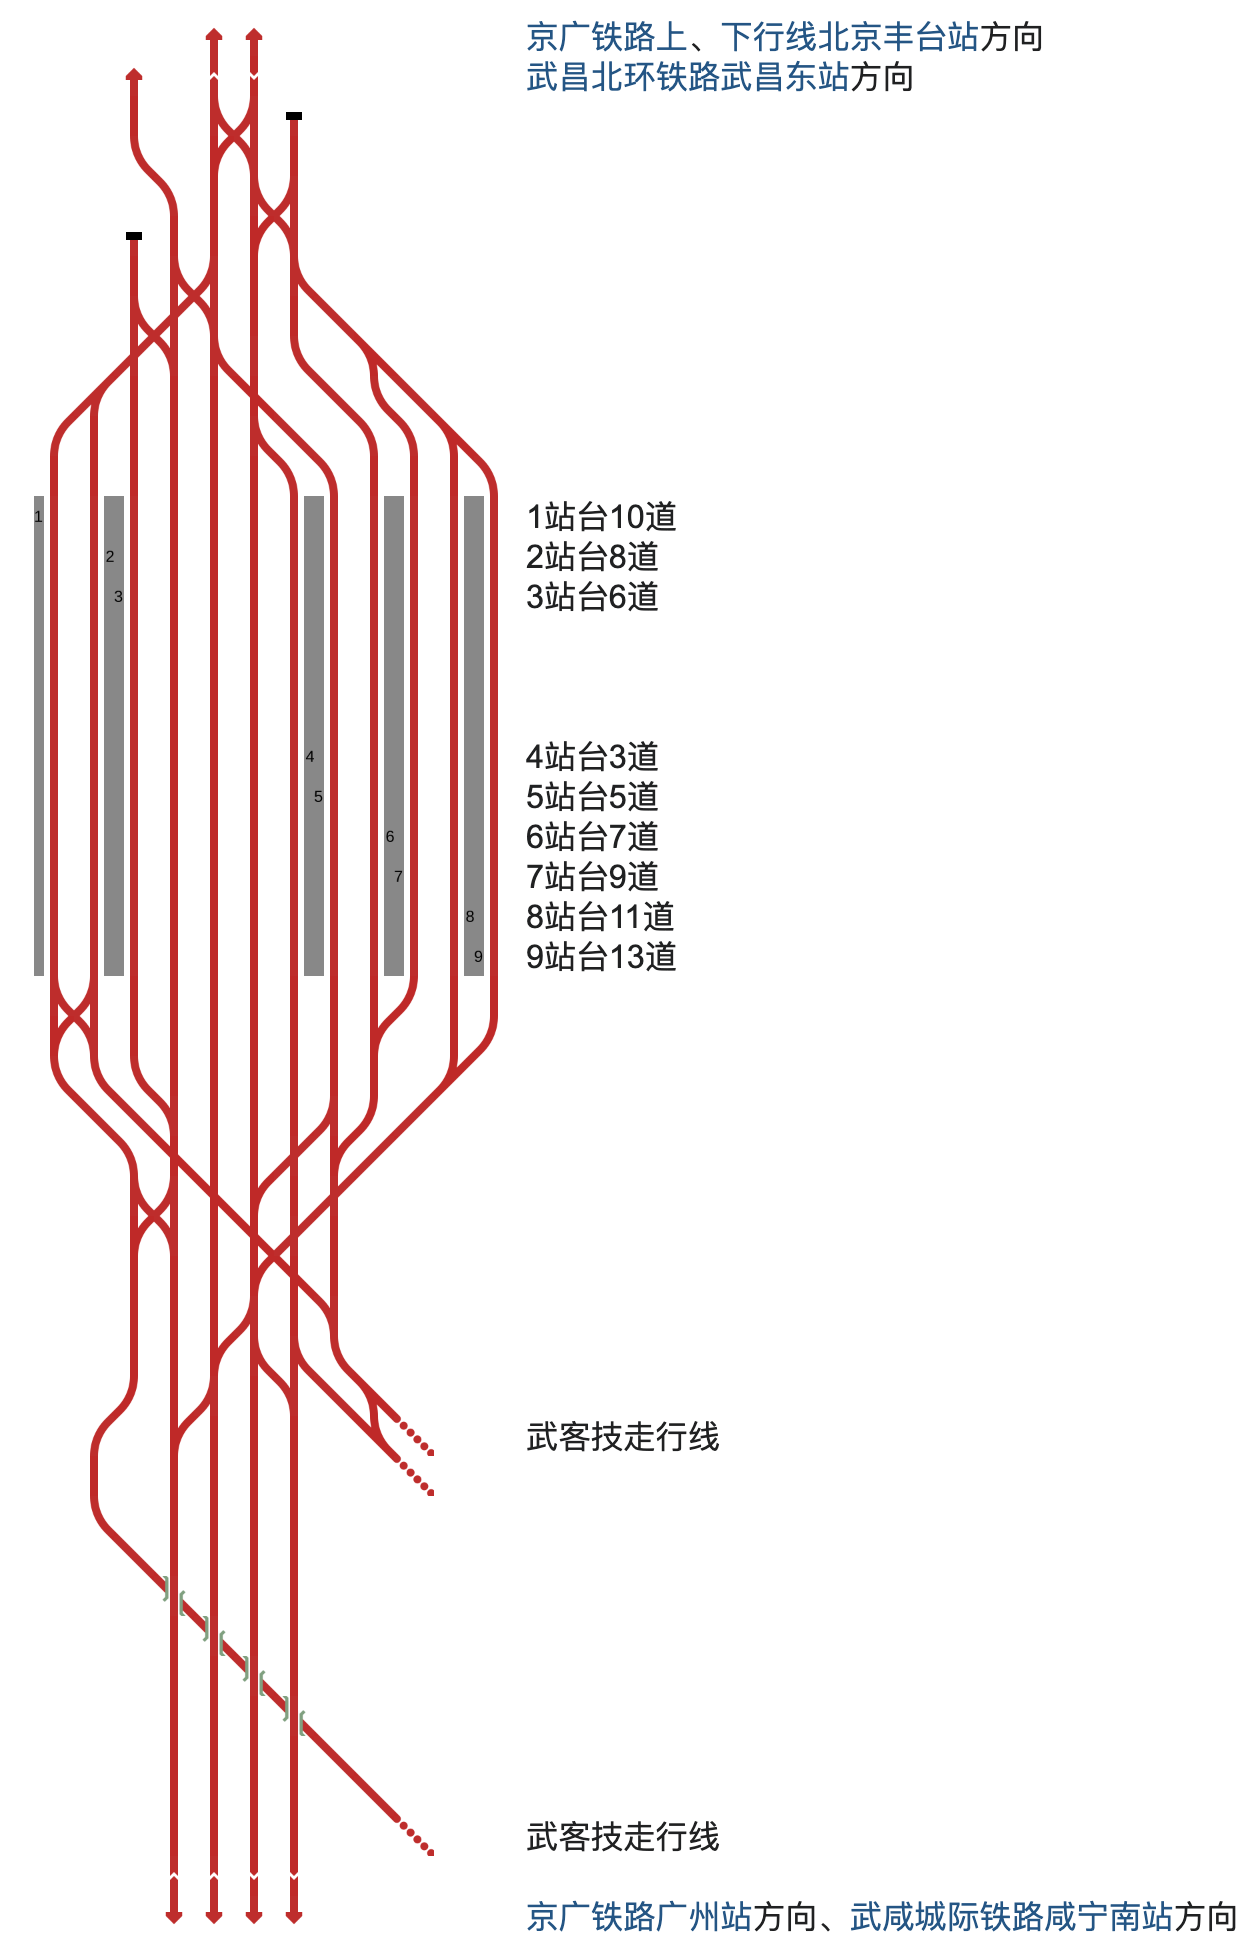 京广铁路上、下行线北京丰台站方向
武昌北环铁路武昌东站方向
1
1站台10道
2
2站台8道
3
3站台6道
4
4站台3道
5
5站台5道
6
6站台7道
7
7站台9道
8
8站台11道
9
9站台13道
武客技走行线
武客技走行线
京广铁路广州站方向、武咸城际铁路咸宁南站方向